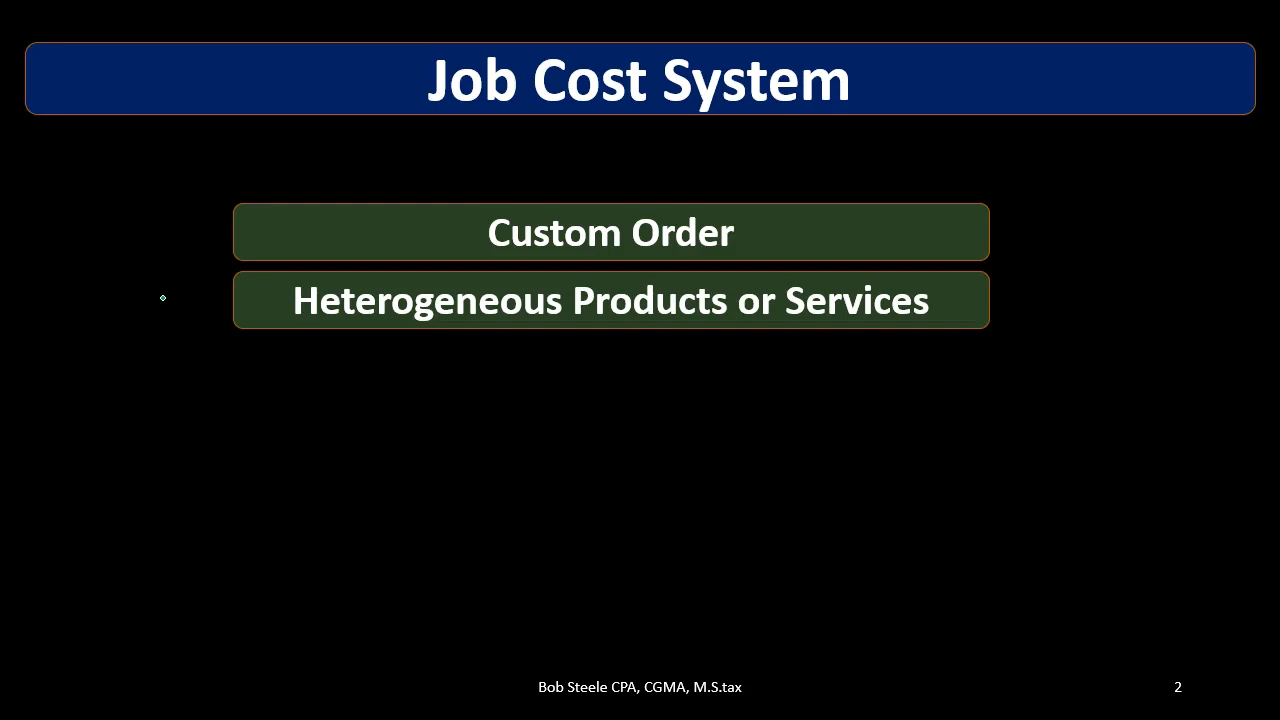 Job Cost System
Custom Order
Heterogeneous Products or Services
Bob Steele CPA, CGMA, M.S.tax
2